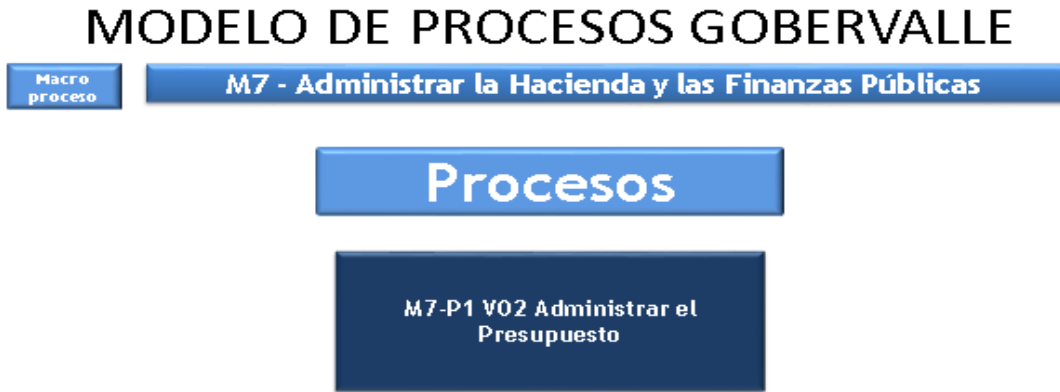 MODELO DE PROCESOS GOBERVALLE
Macro
proceso
M7 - Administrar la Hacienda y las Finanzas Públicas
Procesos
M7-P1 V02 Administrar el
Presupuesto